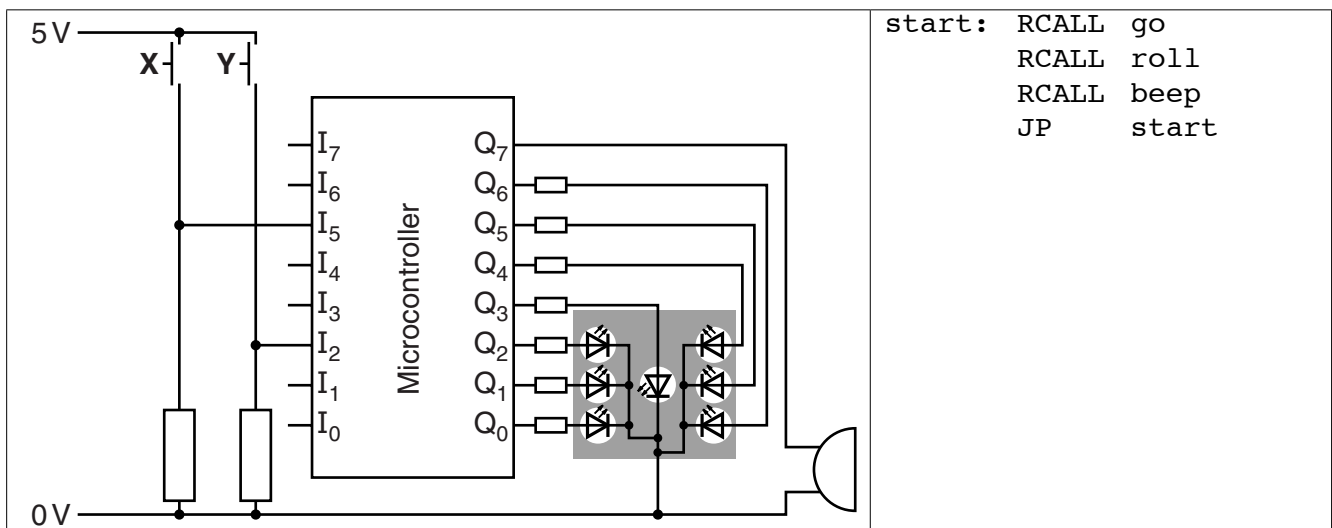 5 V
X
Y
I7
I6
I5
I4
I3
I2
I1
I0
Microcontroller
Q7
Q6
Q5
Q4
Q3
Q2
Q1
Q0
0 V
start: RCALL go
RCALL roll
RCALL beep
JP start